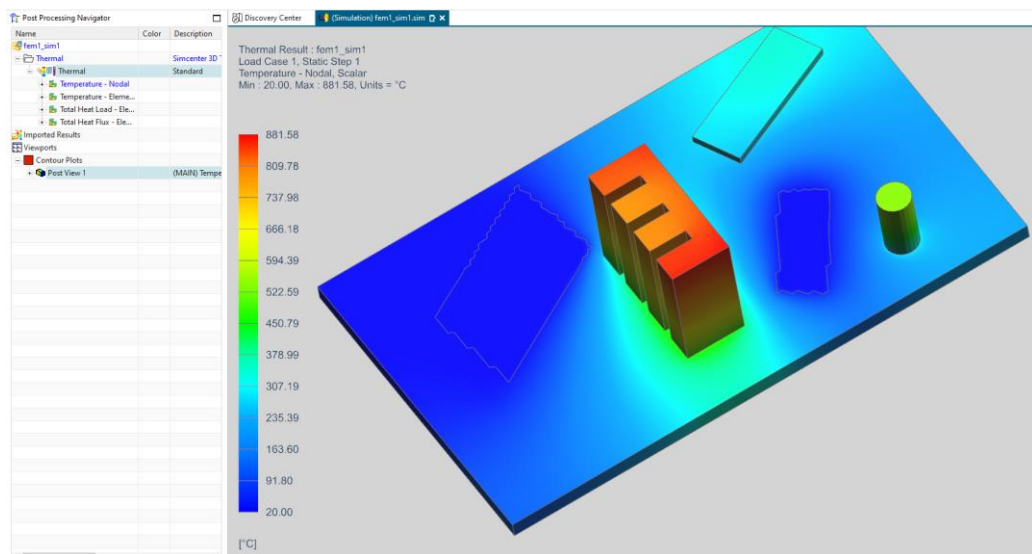 Post Processing Navigator
Name Color Description
fem1_sim1
Thermal Simcenter 3D
Thermal Standard
Temperature - Nodal
Temperature - Eleme...
Total Heat Load - Ele...
Total Heat Flux - Ele...
Imported Results
Viewports
Contour Plots
Post View 1 (MAIN) Tempe
Discovery Center
(Simulation) fem1_sim1.sim
Thermal Result : fem1_sim1
Load Case 1, Static Step 1
Temperature - Nodal, Scalar
Min : 20.00, Max : 881.58, Units = °C
881.58
809.78
737.98
666.18
594.39
522.59
450.79
378.99
307.19
235.39
163.60
91.80
20.00
[°C]